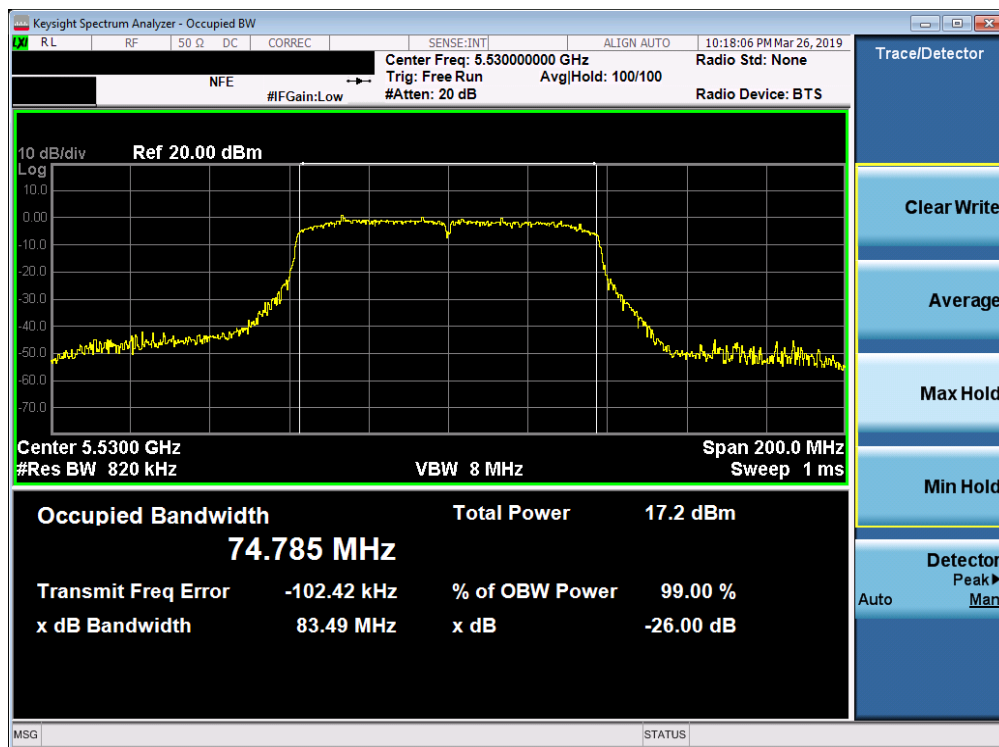 Keysight Spectrum Analyzer - Occupied BW
LXI RL RF 50 Ω DC CORREC SENSE:INT ALIGN AUTO 10:18:06 PM Mar 26, 2019
Center Freq: 5.530000000 GHz Radio Std: None
NFE Trig: Free Run Avg|Hold: 100/100
#IFGain:Low #Atten: 20 dB Radio Device: BTS
10 dB/div Ref 20.00 dBm
Log
10.0
0.00
-10.0
-20.0
-30.0
-40.0
-50.0
-60.0
-70.0
Center 5.5300 GHz Span 200.0 MHz
#Res BW 820 kHz VBW 8 MHz Sweep 1 ms
Occupied Bandwidth Total Power 17.2 dBm
74.785 MHz
Transmit Freq Error -102.42 kHz % of OBW Power 99.00 %
x dB Bandwidth 83.49 MHz x dB -26.00 dB
MSG STATUS
Trace/Detector
Clear Write
Average
Max Hold
Min Hold
Detector
Peak▶
Auto Man